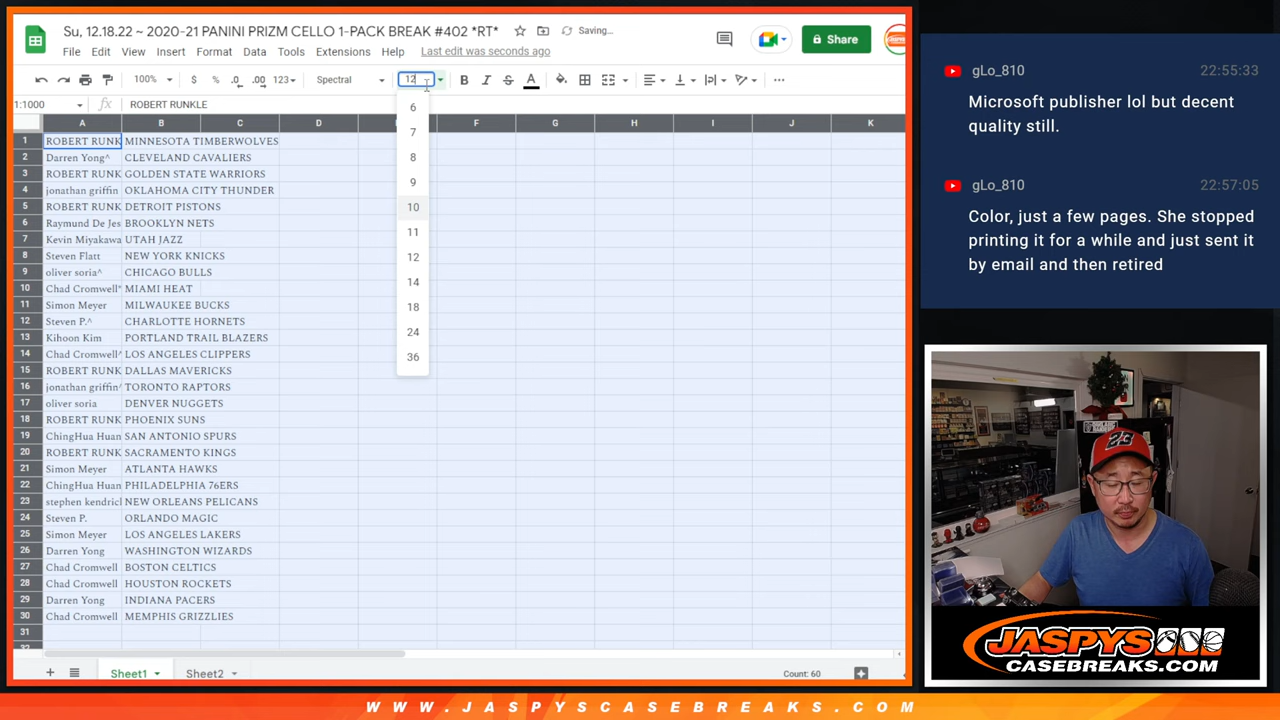 Su, 12.18.22 ~ 2020-21 PANINI PRIZM CELLO 1-PACK BREAK #402 *RT*
Saving...
File Edit View Insert Format Data Tools Extensions Help Last edit was seconds ago
Share
100% $ % .0 .00 123 Spectral 12 B I S A
1:1000 fx ROBERT RUNKLE
A B C D F G H I J K
1 ROBERT RUNK MINNESOTA TIMBERWOLVES
2 Darren Yong^ CLEVELAND CAVALIERS
3 ROBERT RUNK GOLDEN STATE WARRIORS
4 jonathan griffin OKLAHOMA CITY THUNDER
5 ROBERT RUNK DETROIT PISTONS
6 Raymund De Jes BROOKLYN NETS
7 Kevin Miyakawa UTAH JAZZ
8 Steven Flatt NEW YORK KNICKS
9 oliver soria^ CHICAGO BULLS
10 Chad Cromwell^ MIAMI HEAT
11 Simon Meyer MILWAUKEE BUCKS
12 Steven P.^ CHARLOTTE HORNETS
13 Kihoon Kim PORTLAND TRAIL BLAZERS
14 Chad Cromwell^ LOS ANGELES CLIPPERS
15 ROBERT RUNK DALLAS MAVERICKS
16 jonathan griffin^ TORONTO RAPTORS
17 oliver soria DENVER NUGGETS
18 ROBERT RUNK PHOENIX SUNS
19 ChingHua Huan SAN ANTONIO SPURS
20 ROBERT RUNK SACRAMENTO KINGS
21 Simon Meyer ATLANTA HAWKS
22 ChingHua Huan PHILADELPHIA 76ERS
23 stephen kendricl NEW ORLEANS PELICANS
24 Steven P. ORLANDO MAGIC
25 Simon Meyer LOS ANGELES LAKERS
26 Darren Yong WASHINGTON WIZARDS
27 Chad Cromwell BOSTON CELTICS
28 Chad Cromwell HOUSTON ROCKETS
29 Darren Yong INDIANA PACERS
30 Chad Cromwell MEMPHIS GRIZZLIES
31
6
7
8
9
10
11
12
14
18
24
36
Sheet1 Sheet2 Count: 60
gLo_810 22:55:33
Microsoft publisher lol but decent
quality still.
gLo_810 22:57:05
Color, just a few pages. She stopped
printing it for a while and just sent it
by email and then retired
23
JASPYS
CASEBREAKS.COM
WWW.JASPYSCASEBREAKS.COM